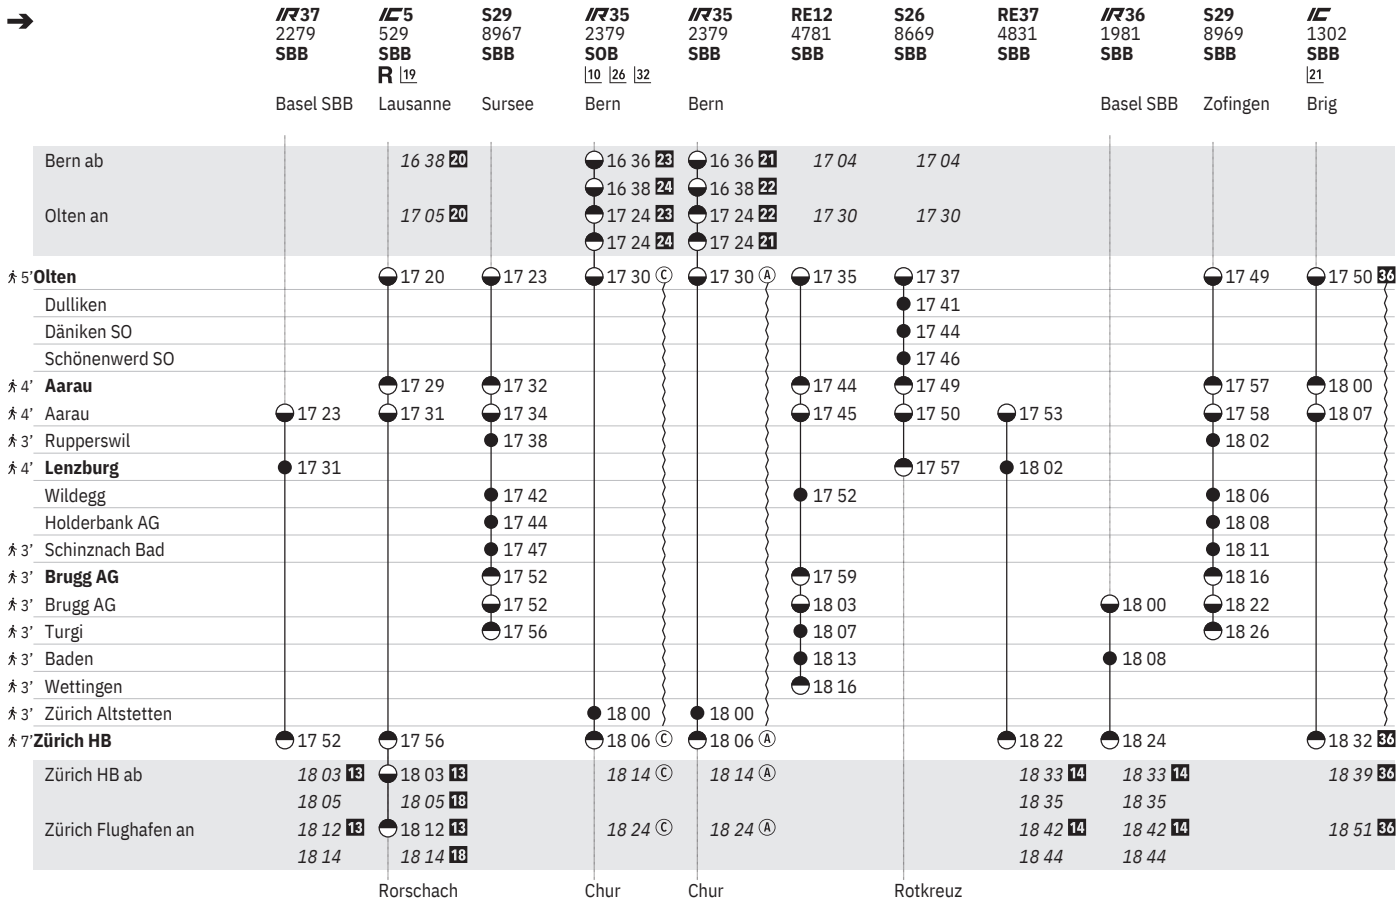 IR37 IC5 S29 IR35 IR35 RE12 S26 RE37 IR36 S29 IC
2279 529 8967 2379 2379 4781 8669 4831 1981 8969 1302
SBB SBB SBB SOB SBB SBB SBB SBB SBB SBB SBB
R 19 10 26 32 21
Basel SBB Lausanne Sursee Bern Bern Basel SBB Zofingen Brig
Bern ab 16 38 20 16 36 23 16 36 21 17 04 17 04
16 38 24 16 38 22
Olten an 17 05 20 17 24 23 17 24 22 17 30 17 30
17 24 24 17 24 21
5' Olten 17 20 17 23 17 30 C 17 30 A 17 35 17 37 17 49 17 50 36
Dulliken 17 41
Däniken SO 17 44
Schönenwerd SO 17 46
4' Aarau 17 29 17 32 17 44 17 49 17 57 18 00
4' Aarau 17 23 17 31 17 34 17 45 17 50 17 53 17 58 18 07
3' Rupperswil 17 38 18 02
4' Lenzburg 17 31 17 57 18 02
Wildegg 17 42 17 52 18 06
Holderbank AG 17 44 18 08
3' Schinznach Bad 17 47 18 11
3' Brugg AG 17 52 17 59 18 16
3' Brugg AG 17 52 18 03 18 00 18 22
3' Turgi 17 56 18 07 18 26
3' Baden 18 13 18 08
3' Wettingen 18 16
3' Zürich Altstetten 18 00 18 00
7' Zürich HB 17 52 17 56 18 06 C 18 06 A 18 22 18 24 18 32 36
Zürich HB ab 18 03 13 18 03 13 18 14 C 18 14 A 18 33 14 18 33 14 18 39 36
18 05 18 05 18 18 35 18 35
Zürich Flughafen an 18 12 13 18 12 13 18 24 C 18 24 A 18 42 14 18 42 14 18 51 36
18 14 18 14 18 18 44 18 44
Rorschach Chur Chur Rotkreuz